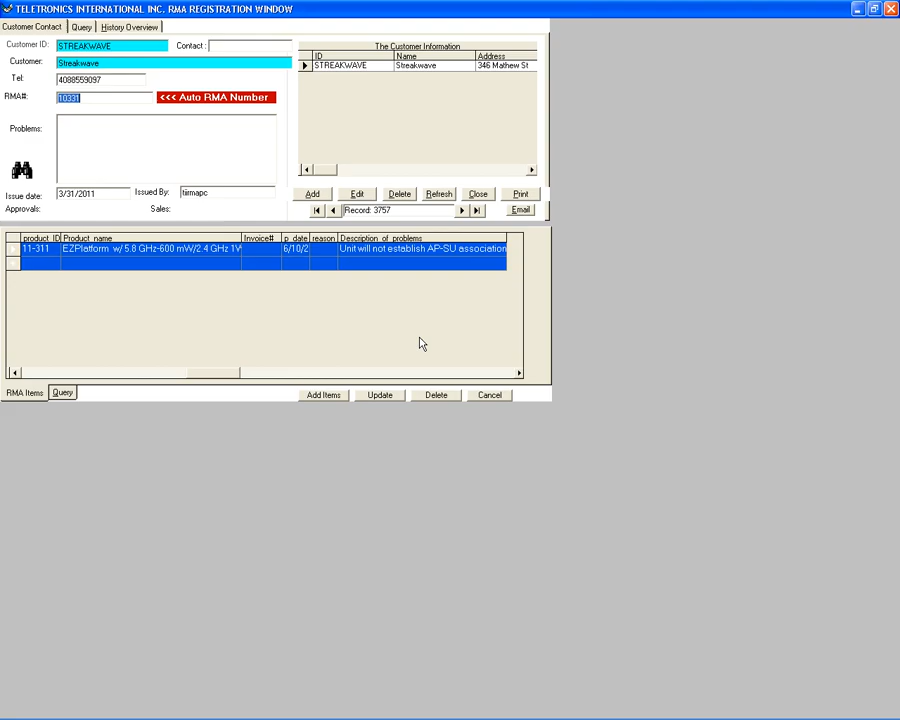 TELETRONICS INTERNATIONAL INC. RMA REGISTRATION WINDOW
Customer Contact Query History Overview
Customer ID: STREAKWAVE Contact :
Customer: Streakwave
Tel: 4088559097
RMA#: 10331 <<< Auto RMA Number
Problems:
Issue date: 3/31/2011 Issued By: tiirmapc
Approvals: Sales:
The Customer Information
ID Name Address
STREAKWAVE Streakwave 346 Mathew St
Add Edit Delete Refresh Close Print
Record: 3757 Email
product_ID Product_name Invoice# p_date reason Description_of_problems
11-311 EZPlatform w/ 5.8 GHz-600 mW/2.4 GHz 1V 6/10/2 Unit will not establish AP-SU association
RMA Items Query
Add Items Update Delete Cancel